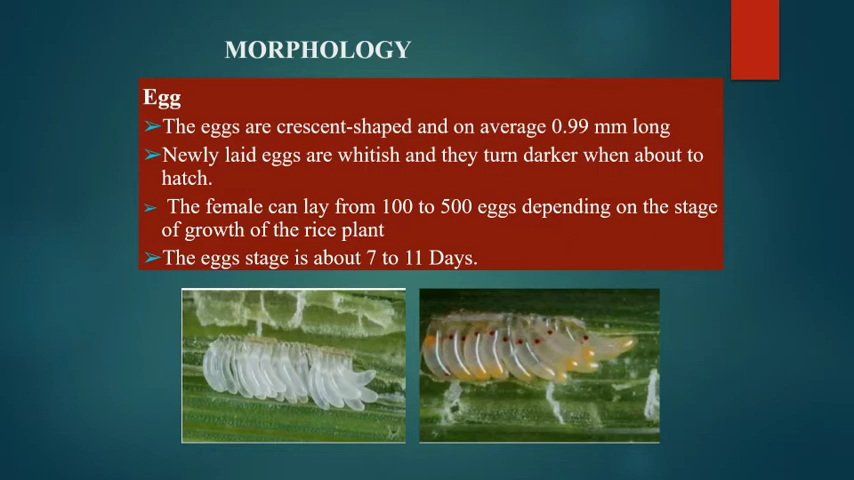 MORPHOLOGY
Egg
➢The eggs are crescent-shaped and on average 0.99 mm long
➢Newly laid eggs are whitish and they turn darker when about to
hatch.
➢ The female can lay from 100 to 500 eggs depending on the stage
of growth of the rice plant
➢The eggs stage is about 7 to 11 Days.